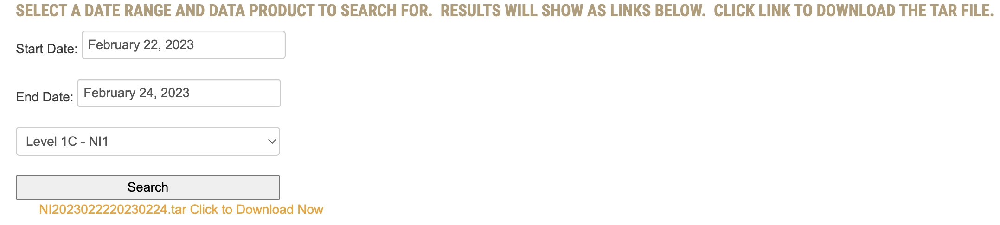 SELECT A DATE RANGE AND DATA PRODUCT TO SEARCH FOR. RESULTS WILL SHOW AS LINKS BELOW. CLICK LINK TO DOWNLOAD THE TAR FILE.
Start Date: February 22, 2023
End Date: February 24, 2023
Level 1C - NI1
Search
NI2023022220230224.tar Click to Download Now